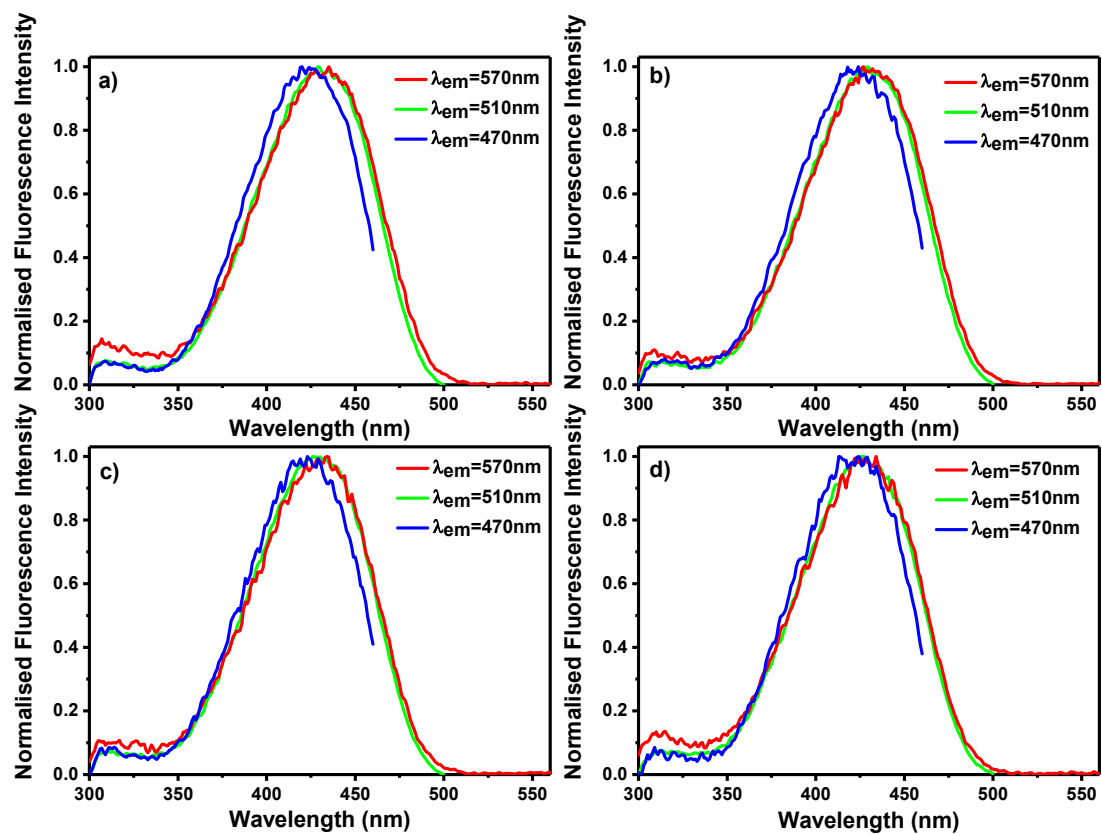 a)
λem=570nm
λem=510nm
λem=470nm
Normalised Fluorescence Intensity
1.0
0.8
0.6
0.4
0.2
0.0
300 350 400 450 500 550
Wavelength (nm)
b)
λem=570nm
λem=510nm
λem=470nm
Normalised Fluorescence Intensity
1.0
0.8
0.6
0.4
0.2
0.0
300 350 400 450 500 550
Wavelength (nm)
c)
λem=570nm
λem=510nm
λem=470nm
Normalised Fluorescence Intensity
1.0
0.8
0.6
0.4
0.2
0.0
300 350 400 450 500 550
Wavelength (nm)
d)
λem=570nm
λem=510nm
λem=470nm
Normalised Fluorescence Intensity
1.0
0.8
0.6
0.4
0.2
0.0
300 350 400 450 500 550
Wavelength (nm)